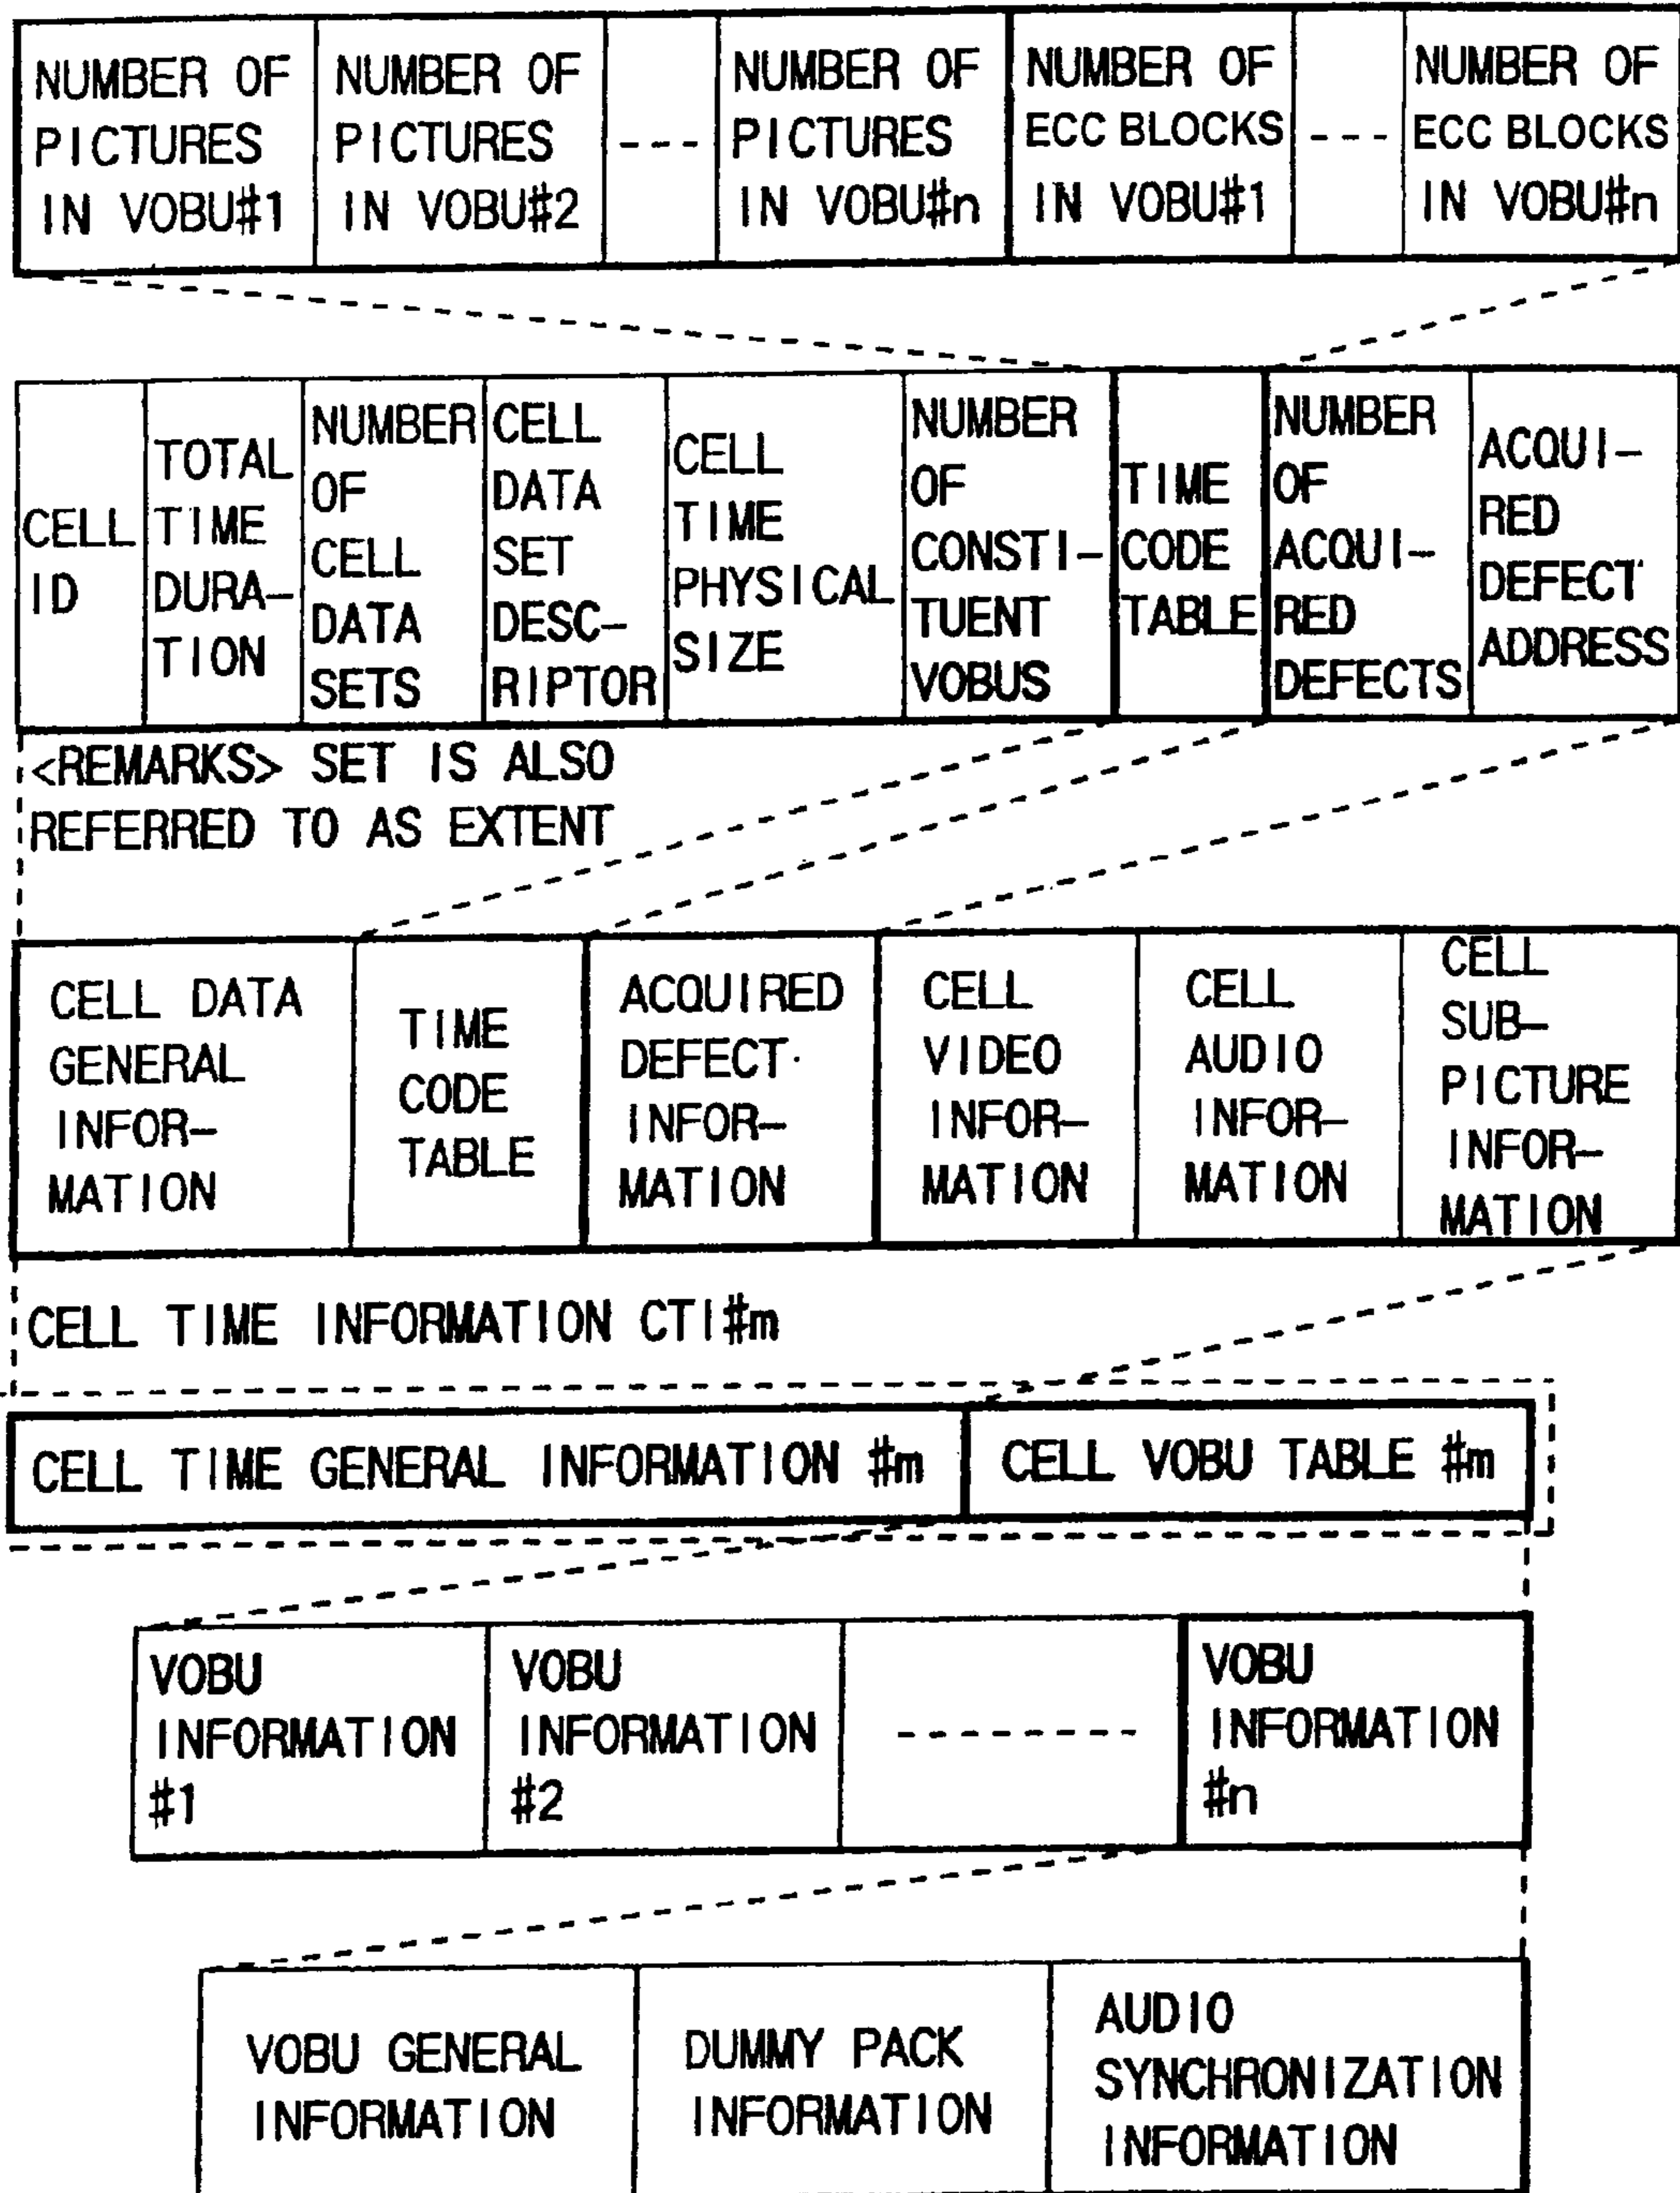 NUMBER OF
PICTURES
IN VOBU#1
NUMBER OF
PICTURES
IN VOBU#2
NUMBER OF
PICTURES
IN VOBU#n
NUMBER OF
ECC BLOCKS
IN VOBU#1
NUMBER OF
ECC BLOCKS
IN VOBU#n
CELL
ID
TOTAL
TIME
DURA-
TION
NUMBER
OF
CELL
DATA
SETS
CELL
DATA
SET
DESC-
RIPTOR
CELL
TIME
PHYSICAL
SIZE
NUMBER
OF
CONSTI-
TUENT
VOBUS
TIME
CODE
TABLE
NUMBER
OF
ACQUI-
RED
DEFECTS
ACQUI-
RED
DEFECT
ADDRESS
<REMARKS> SET IS ALSO
REFERRED TO AS EXTENT
CELL DATA
GENERAL
INFOR-
MATION
TIME
CODE
TABLE
ACQUIRED
DEFECT
INFOR-
MATION
CELL
VIDEO
INFOR-
MATION
CELL
AUDIO
INFOR-
MATION
CELL
SUB-
PICTURE
INFOR-
MATION
CELL TIME INFORMATION CTI#m
CELL TIME GENERAL INFORMATION #m
CELL VOBU TABLE #m
VOBU
INFORMATION
#1
VOBU
INFORMATION
#2
VOBU
INFORMATION
#n
VOBU GENERAL
INFORMATION
DUMMY PACK
INFORMATION
AUDIO
SYNCHRONIZATION
INFORMATION